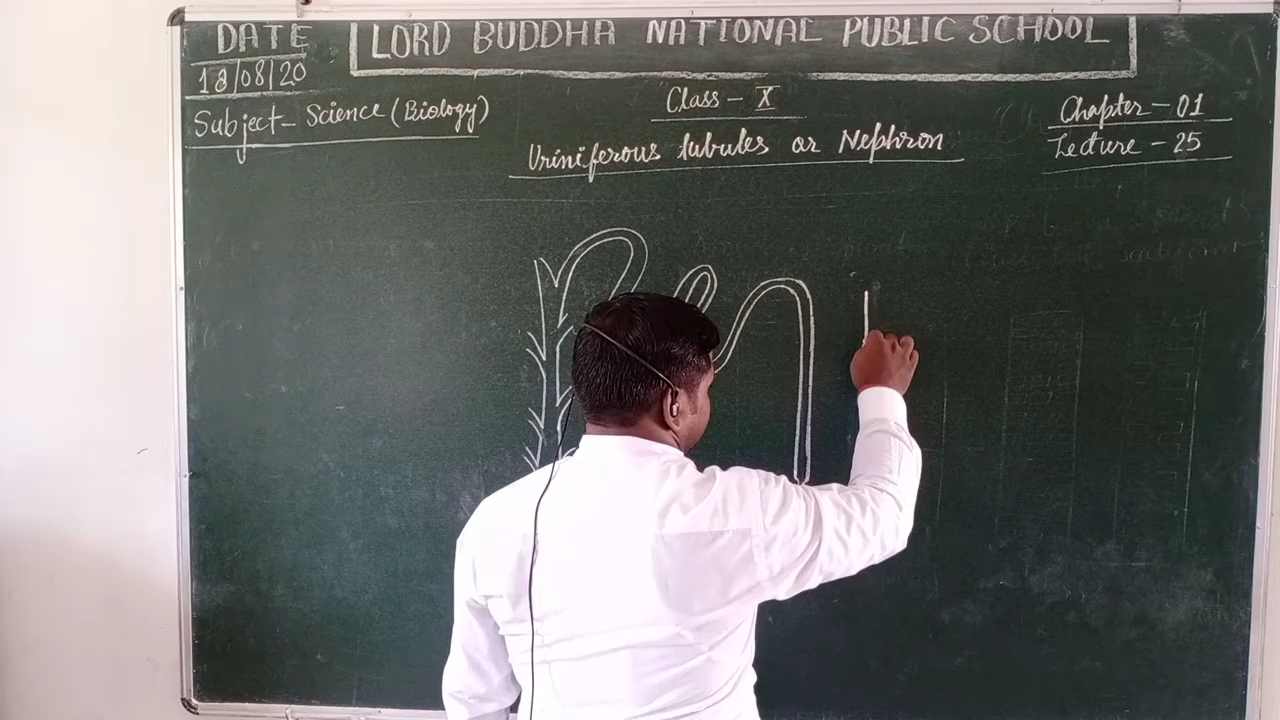 DATE
18/08/20
LORD BUDDHA NATIONAL PUBLIC SCHOOL
Subject - Science (Biology)
Class - X
Chapter - 01
Lecture - 25
Uriniferous tubules or Nephron